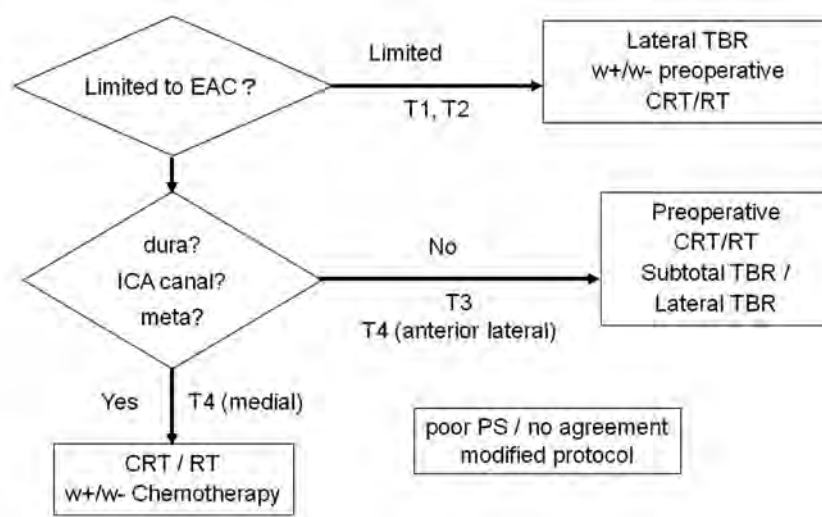 Limited to EAC ?
Limited
T1, T2
Lateral TBR
w+/w- preoperative
CRT/RT
dura?
ICA canal?
meta?
No
T3
T4 (anterior lateral)
Preoperative
CRT/RT
Subtotal TBR /
Lateral TBR
Yes
T4 (medial)
CRT / RT
w+/w- Chemotherapy
poor PS / no agreement
modified protocol